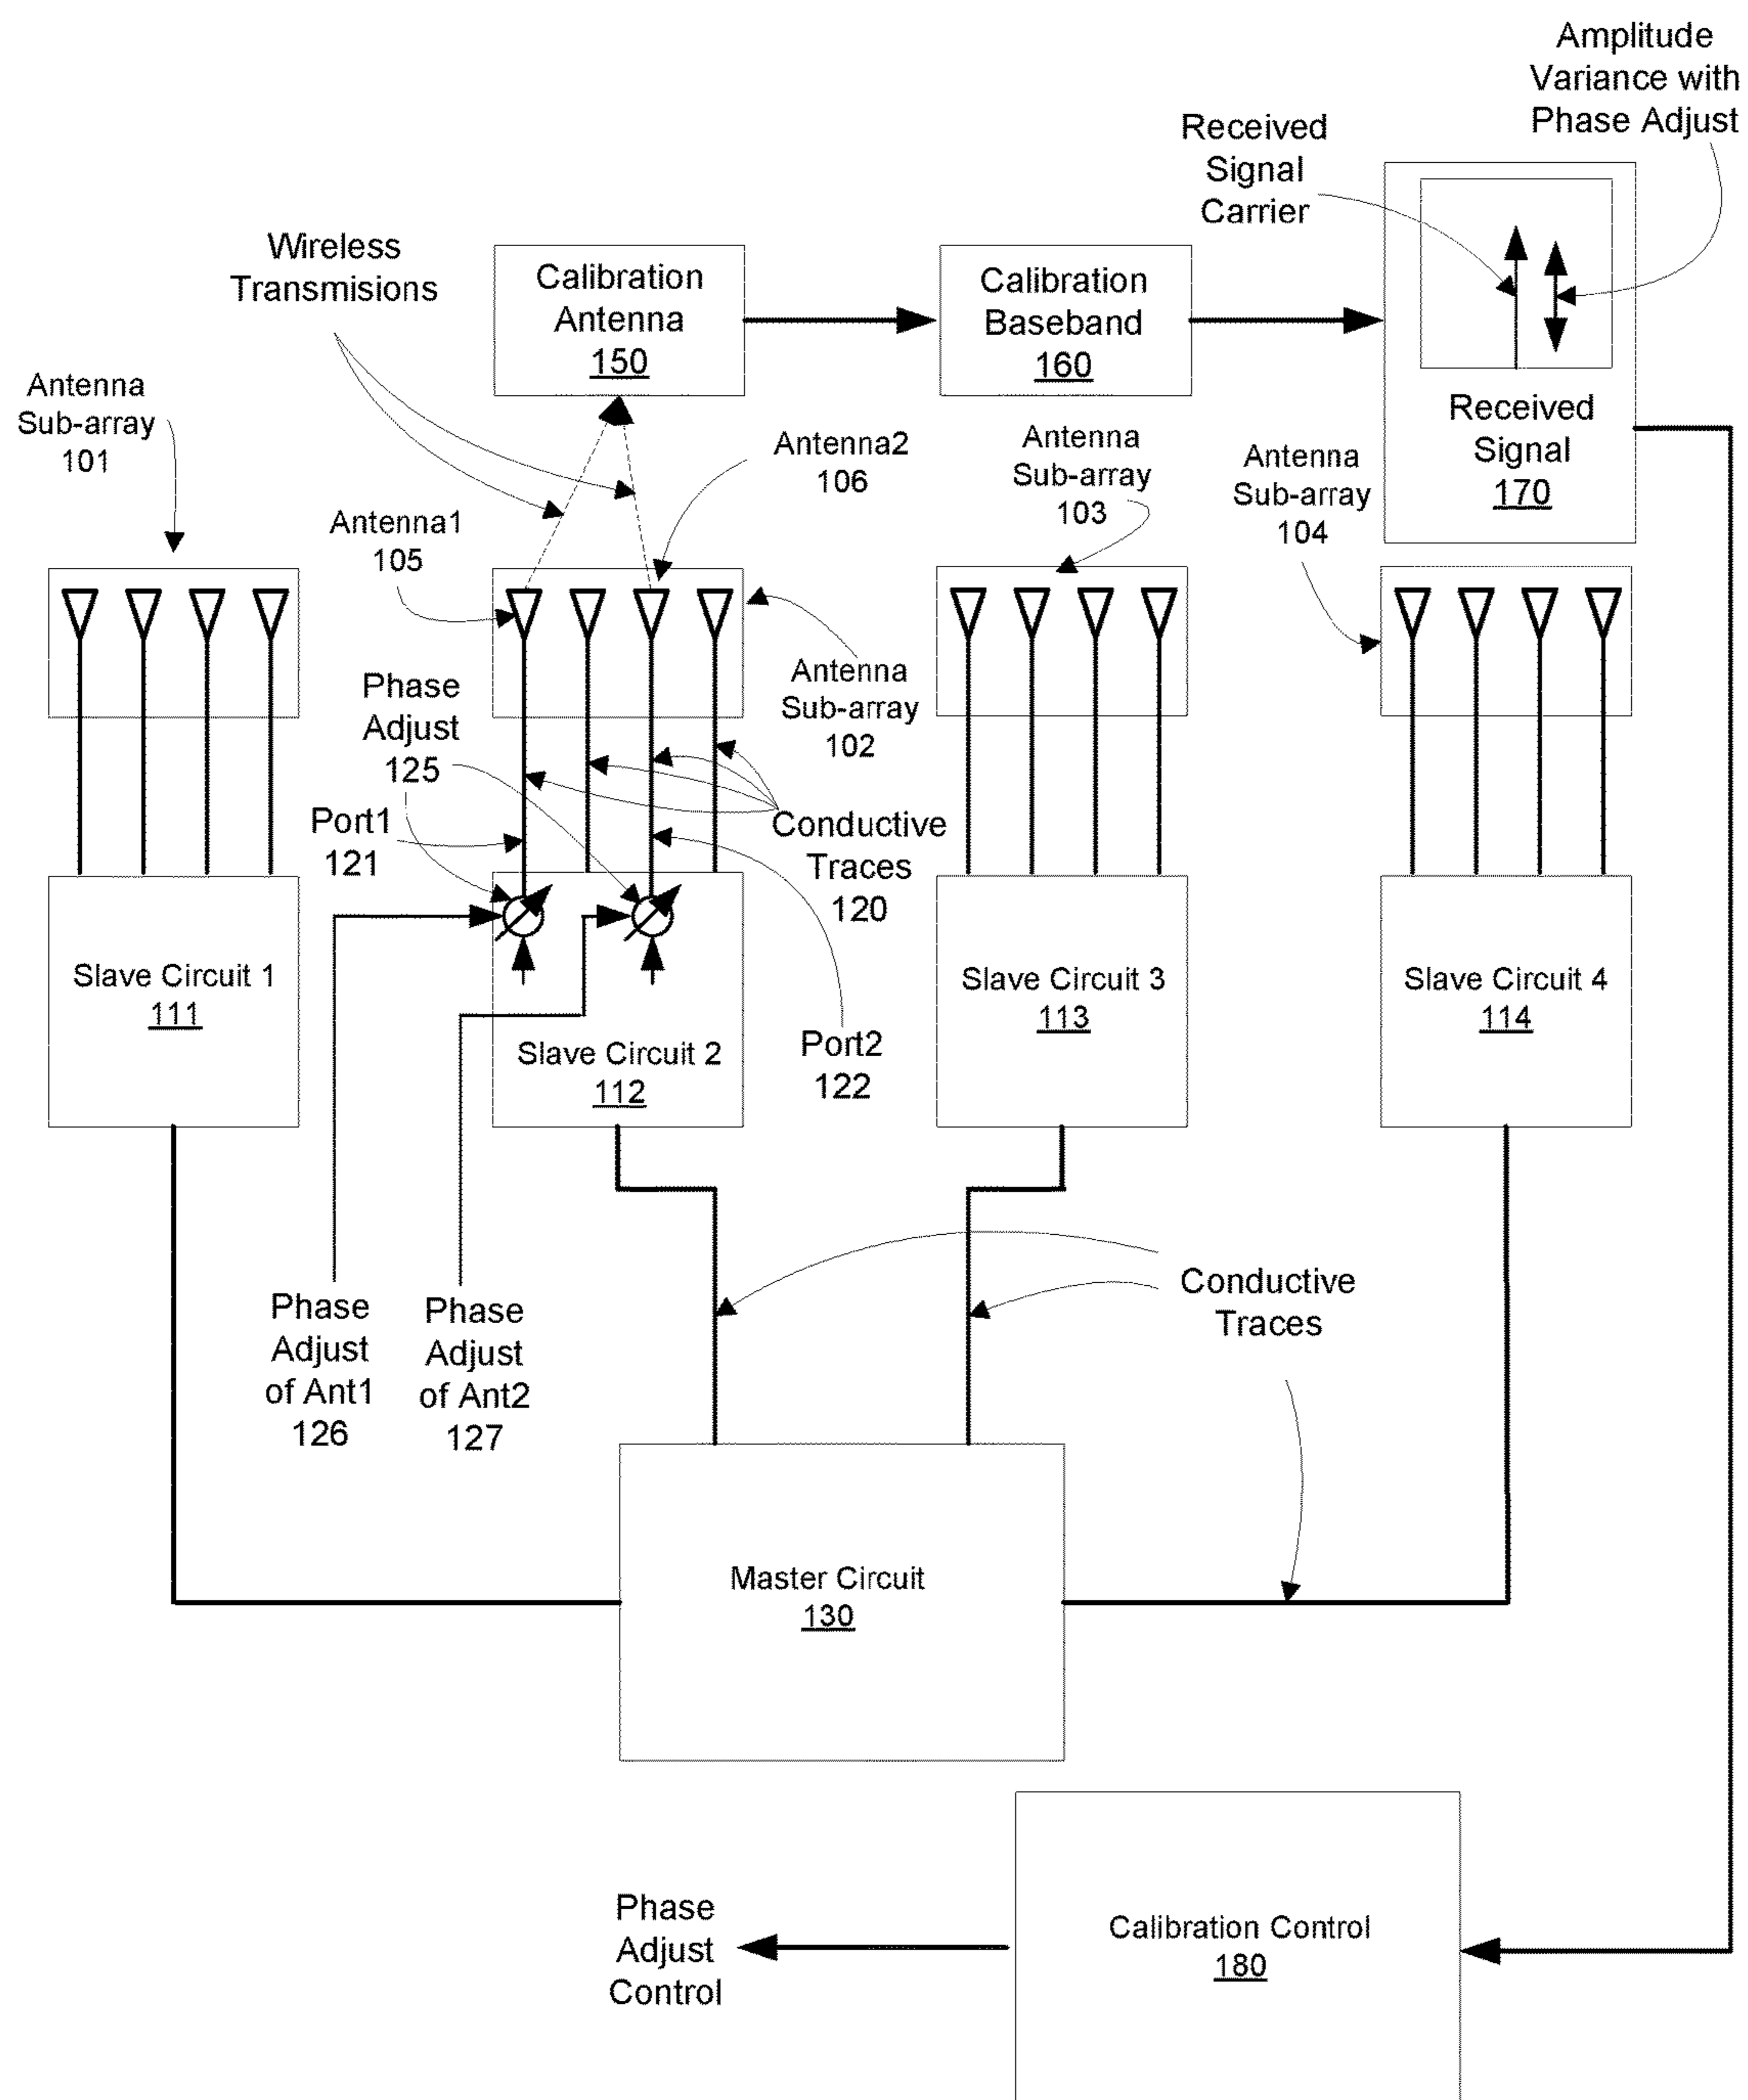 Amplitude
Variance with
Phase Adjust
Received
Signal
Carrier
Wireless
Transmisions
Calibration
Antenna
150
Calibration
Baseband
160
Received
Signal
170
Antenna
Sub-array
101
Antenna2
106
Antenna
Sub-array
103
Antenna
Sub-array
104
Antenna1
105
Antenna
Sub-array
102
Phase
Adjust
125
Port1
121
Conductive
Traces
120
Slave Circuit 1
111
Slave Circuit 2
112
Port2
122
Slave Circuit 3
113
Slave Circuit 4
114
Phase
Adjust
of Ant1
126
Phase
Adjust
of Ant2
127
Conductive
Traces
Master Circuit
130
Phase
Adjust
Control
Calibration Control
180